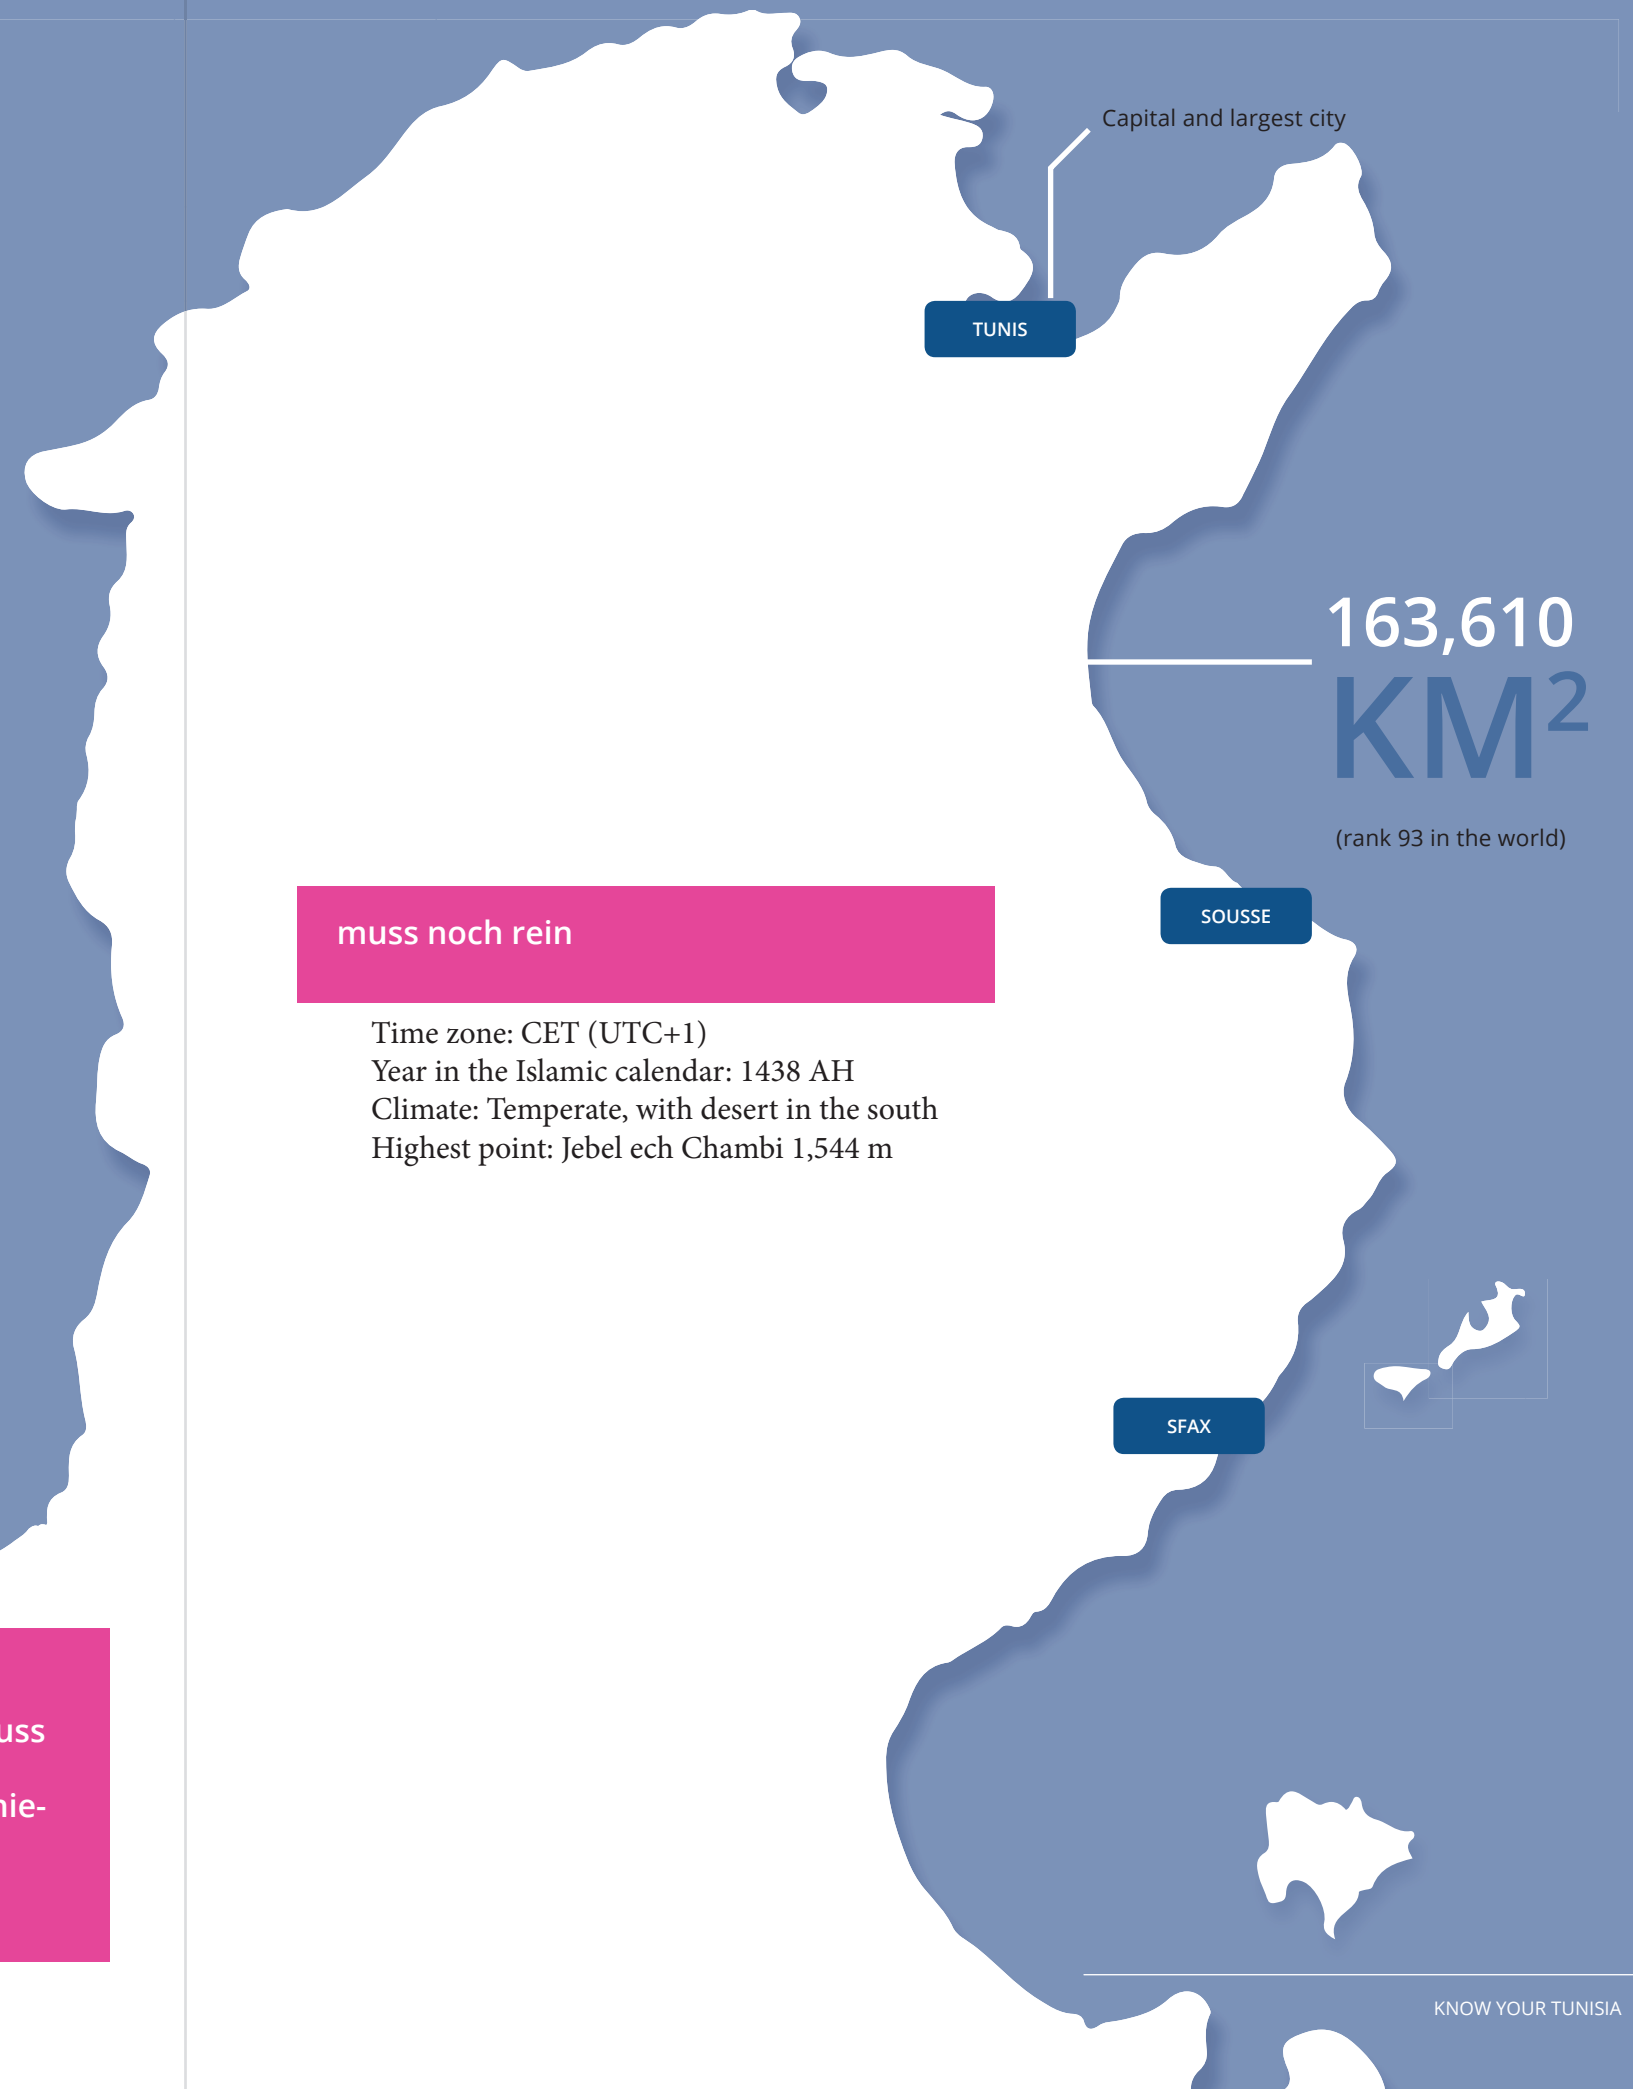 Capital and largest city
TUNIS
163,610
KM²
(rank 93 in the world)
SOUSSE
muss noch rein
Time zone: CET (UTC+1)
Year in the Islamic calendar: 1438 AH
Climate: Temperate, with desert in the south
Highest point: Jebel ech Chambi 1,544 m
SFAX
KNOW YOUR TUNISIA